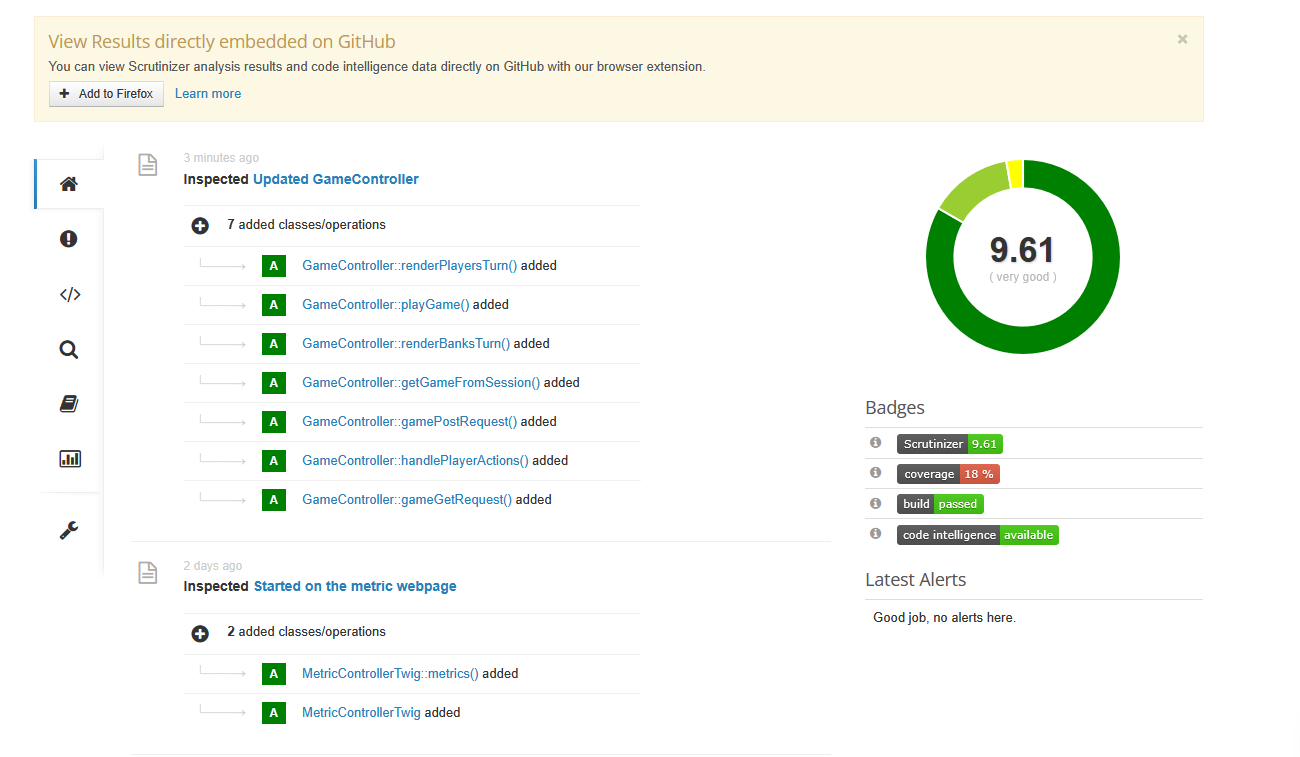 View Results directly embedded on GitHub
×
You can view Scrutinizer analysis results and code intelligence data directly on GitHub with our browser extension.
+ Add to Firefox Learn more
3 minutes ago
Inspected Updated GameController
7 added classes/operations
A GameController::renderPlayersTurn() added
A GameController::playGame() added
A GameController::renderBanksTurn() added
A GameController::getGameFromSession() added
A GameController::gamePostRequest() added
A GameController::handlePlayerActions() added
A GameController::gameGetRequest() added
2 days ago
Inspected Started on the metric webpage
2 added classes/operations
A MetricControllerTwig::metrics() added
A MetricControllerTwig added
9.61
( very good )
Badges
Scrutinizer 9.61
coverage 18 %
build passed
code intelligence available
Latest Alerts
Good job, no alerts here.